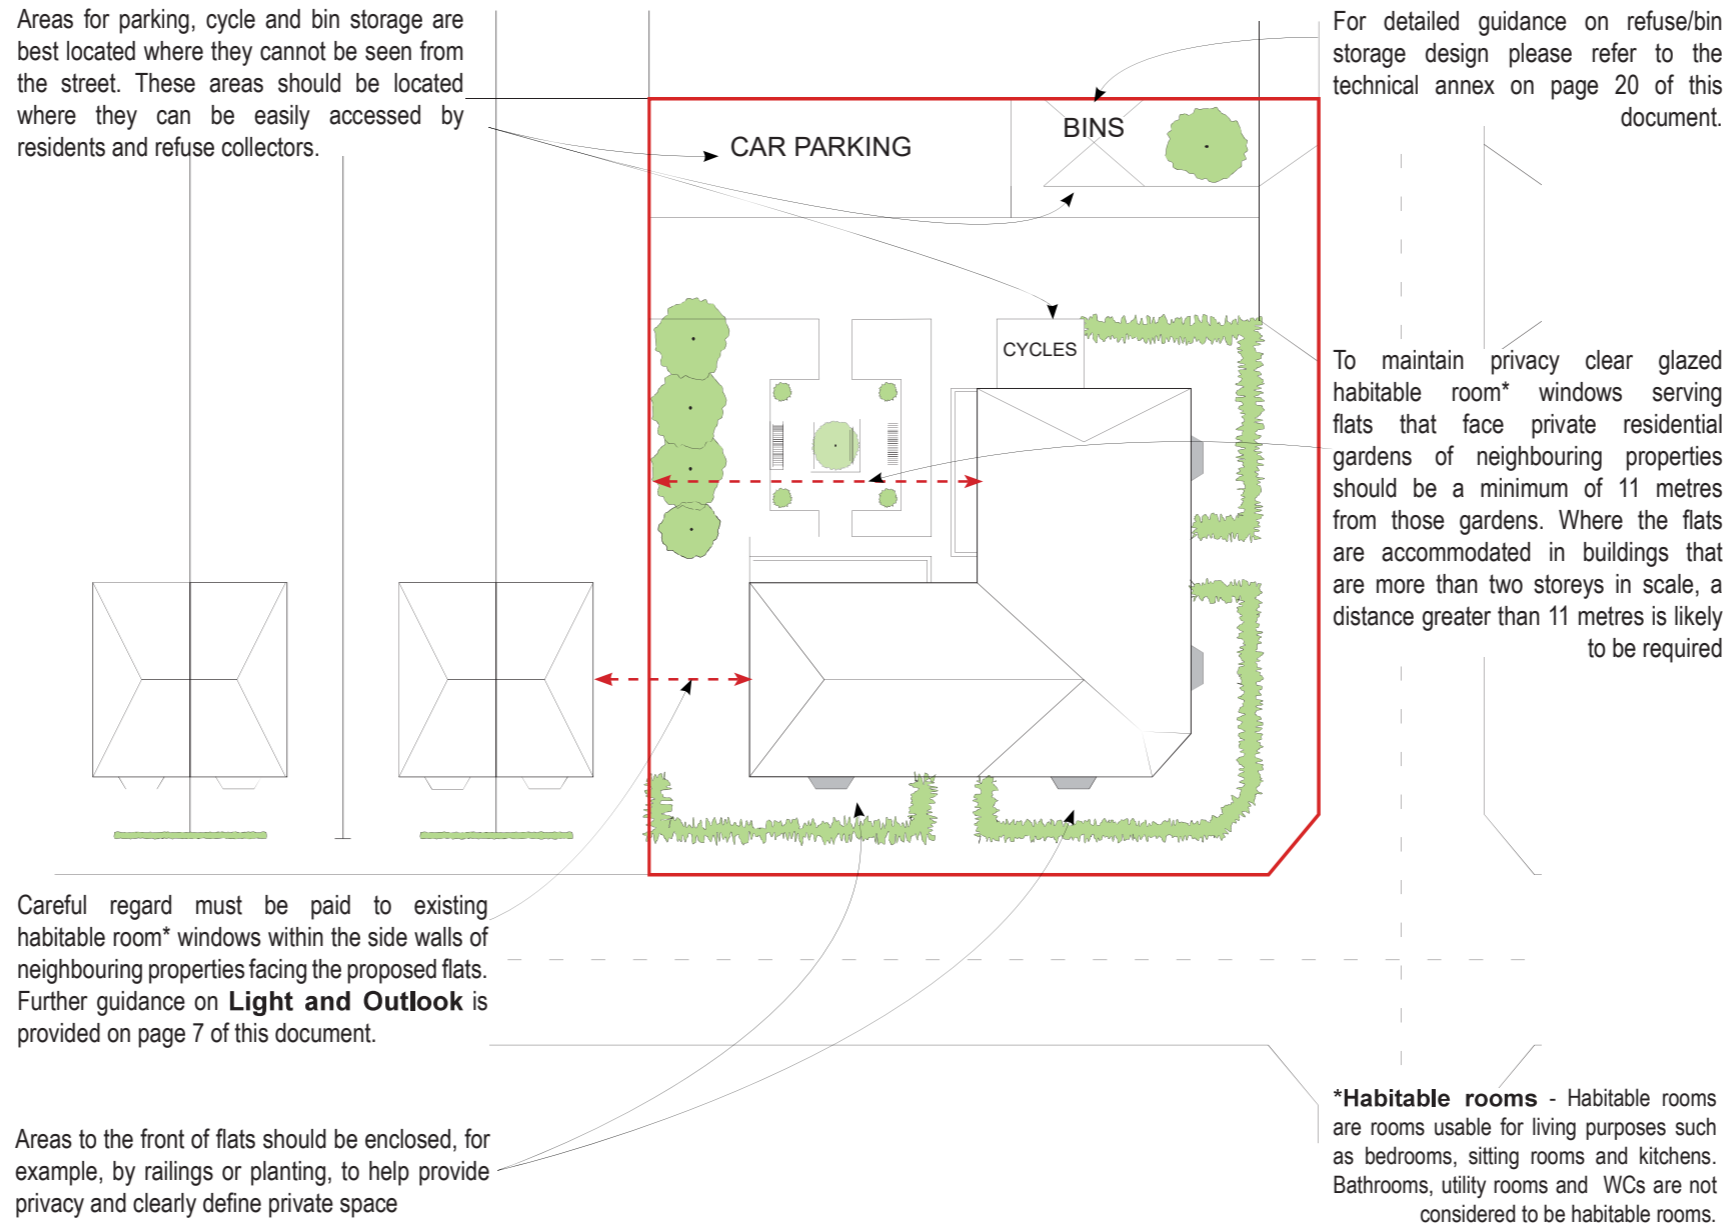 Areas for parking, cycle and bin storage are
best located where they cannot be seen from
the street. These areas should be located
where they can be easily accessed by
residents and refuse collectors.
For detailed guidance on refuse/bin
storage design please refer to the
technical annex on page 20 of this
document.
CAR PARKING
BINS
CYCLES
To maintain privacy clear glazed
habitable room* windows serving
flats that face private residential
gardens of neighbouring properties
should be a minimum of 11 metres
from those gardens. Where the flats
are accommodated in buildings that
are more than two storeys in scale, a
distance greater than 11 metres is likely
to be required
Careful regard must be paid to existing
habitable room* windows within the side walls of
neighbouring properties facing the proposed flats.
Further guidance on Light and Outlook is
provided on page 7 of this document.
Areas to the front of flats should be enclosed, for
example, by railings or planting, to help provide
privacy and clearly define private space
*Habitable rooms - Habitable rooms
are rooms usable for living purposes such
as bedrooms, sitting rooms and kitchens.
Bathrooms, utility rooms and WCs are not
considered to be habitable rooms.